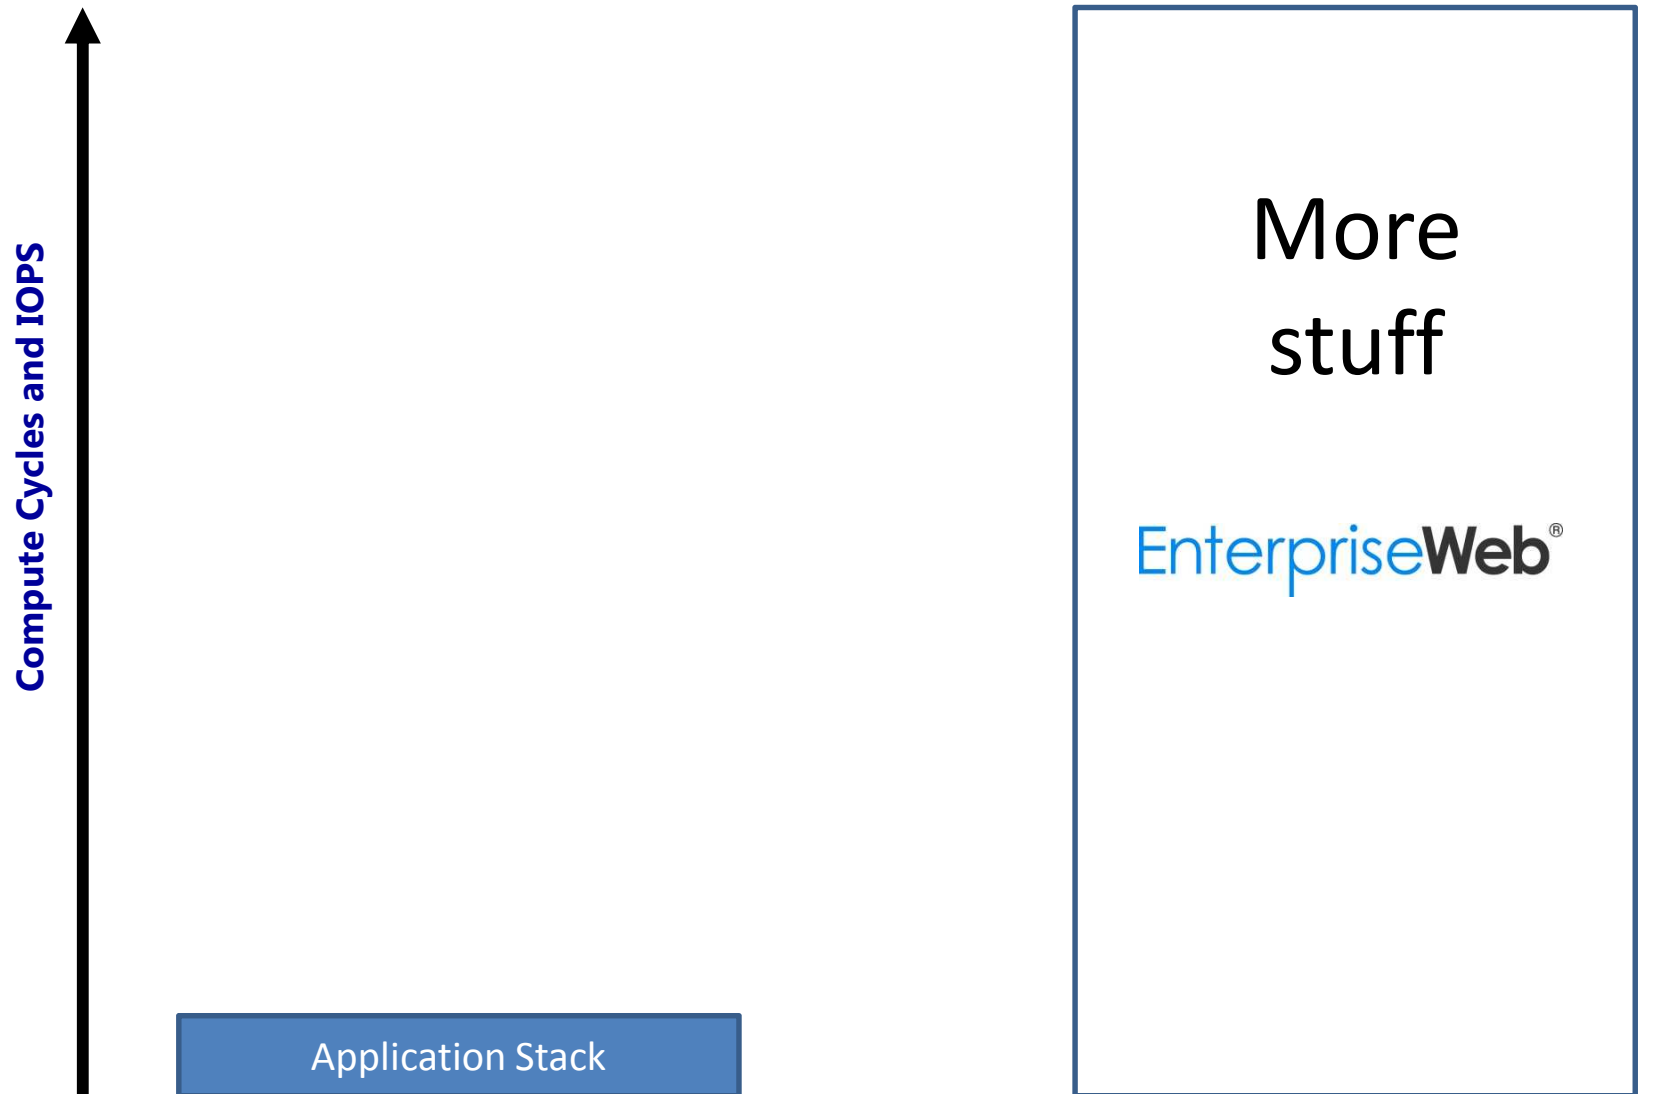 Compute Cycles and IOPS
More
stuff
EnterpriseWeb®
Application Stack